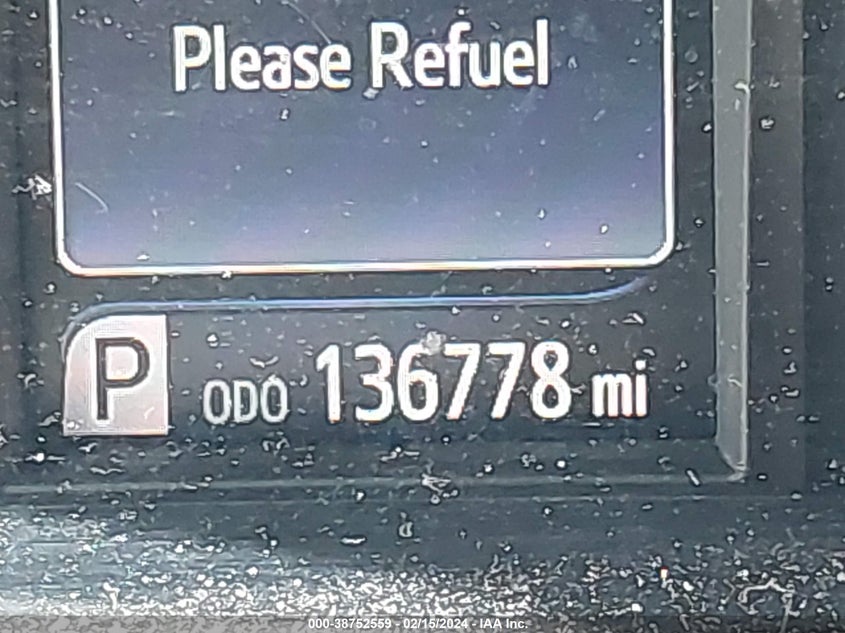 Please Refuel
P ODO 136778 mi
000-38752559 - 02/15/2024 - IAA Inc.